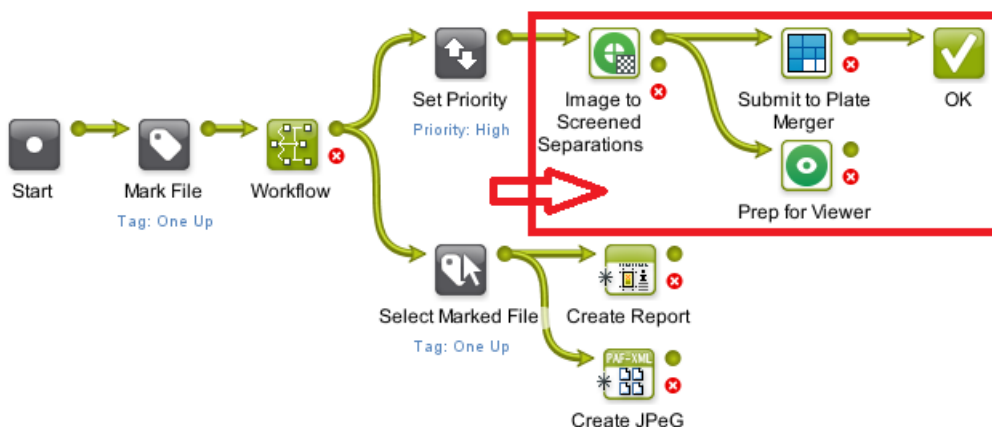 Set Priority
Priority: High
Image to
Screened
Separations
Submit to Plate
Merger
OK
Start
Mark File
Tag: One Up
Workflow
Prep for Viewer
Select Marked File
Tag: One Up
Create Report
PAF-XML
Create JPeG